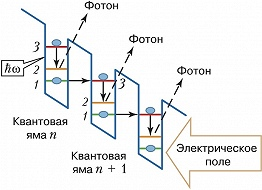 Фотон
Фотон
Фотон
3
ħω
2
1
3
2
1
Квантовая
яма n
Квантовая
яма n + 1
Электрическое
поле